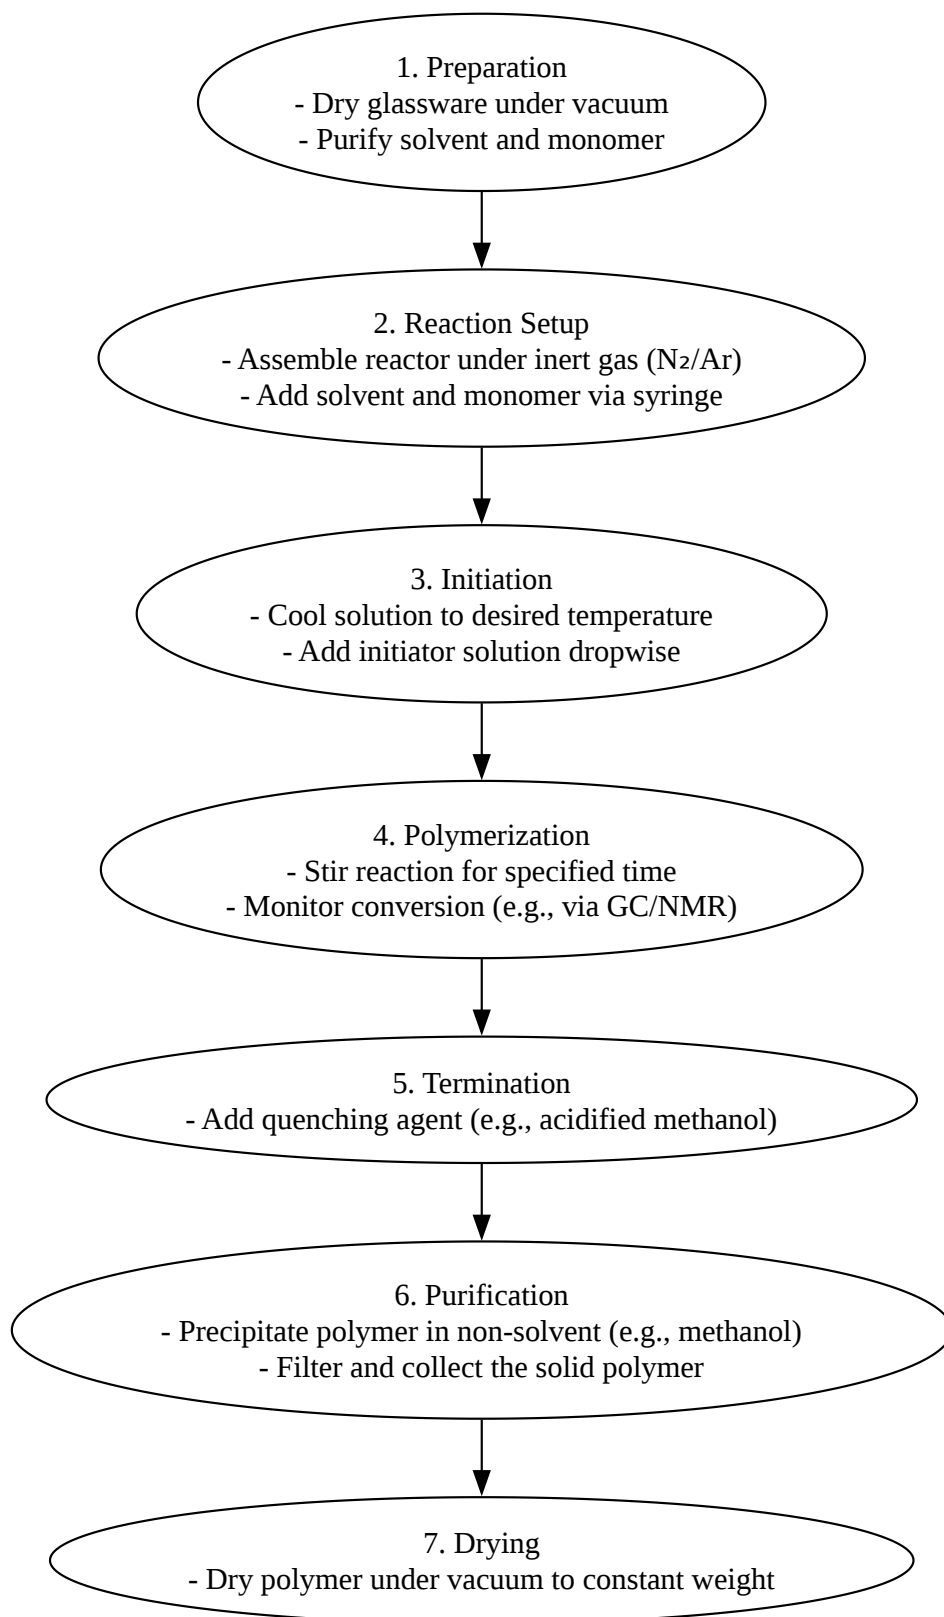 1. Preparation
- Dry glassware under vacuum
- Purify solvent and monomer
2. Reaction Setup
- Assemble reactor under inert gas (N₂/Ar)
- Add solvent and monomer via syringe
3. Initiation
- Cool solution to desired temperature
- Add initiator solution dropwise
4. Polymerization
- Stir reaction for specified time
- Monitor conversion (e.g., via GC/NMR)
5. Termination
- Add quenching agent (e.g., acidified methanol)
6. Purification
- Precipitate polymer in non-solvent (e.g., methanol)
- Filter and collect the solid polymer
7. Drying
- Dry polymer under vacuum to constant weight